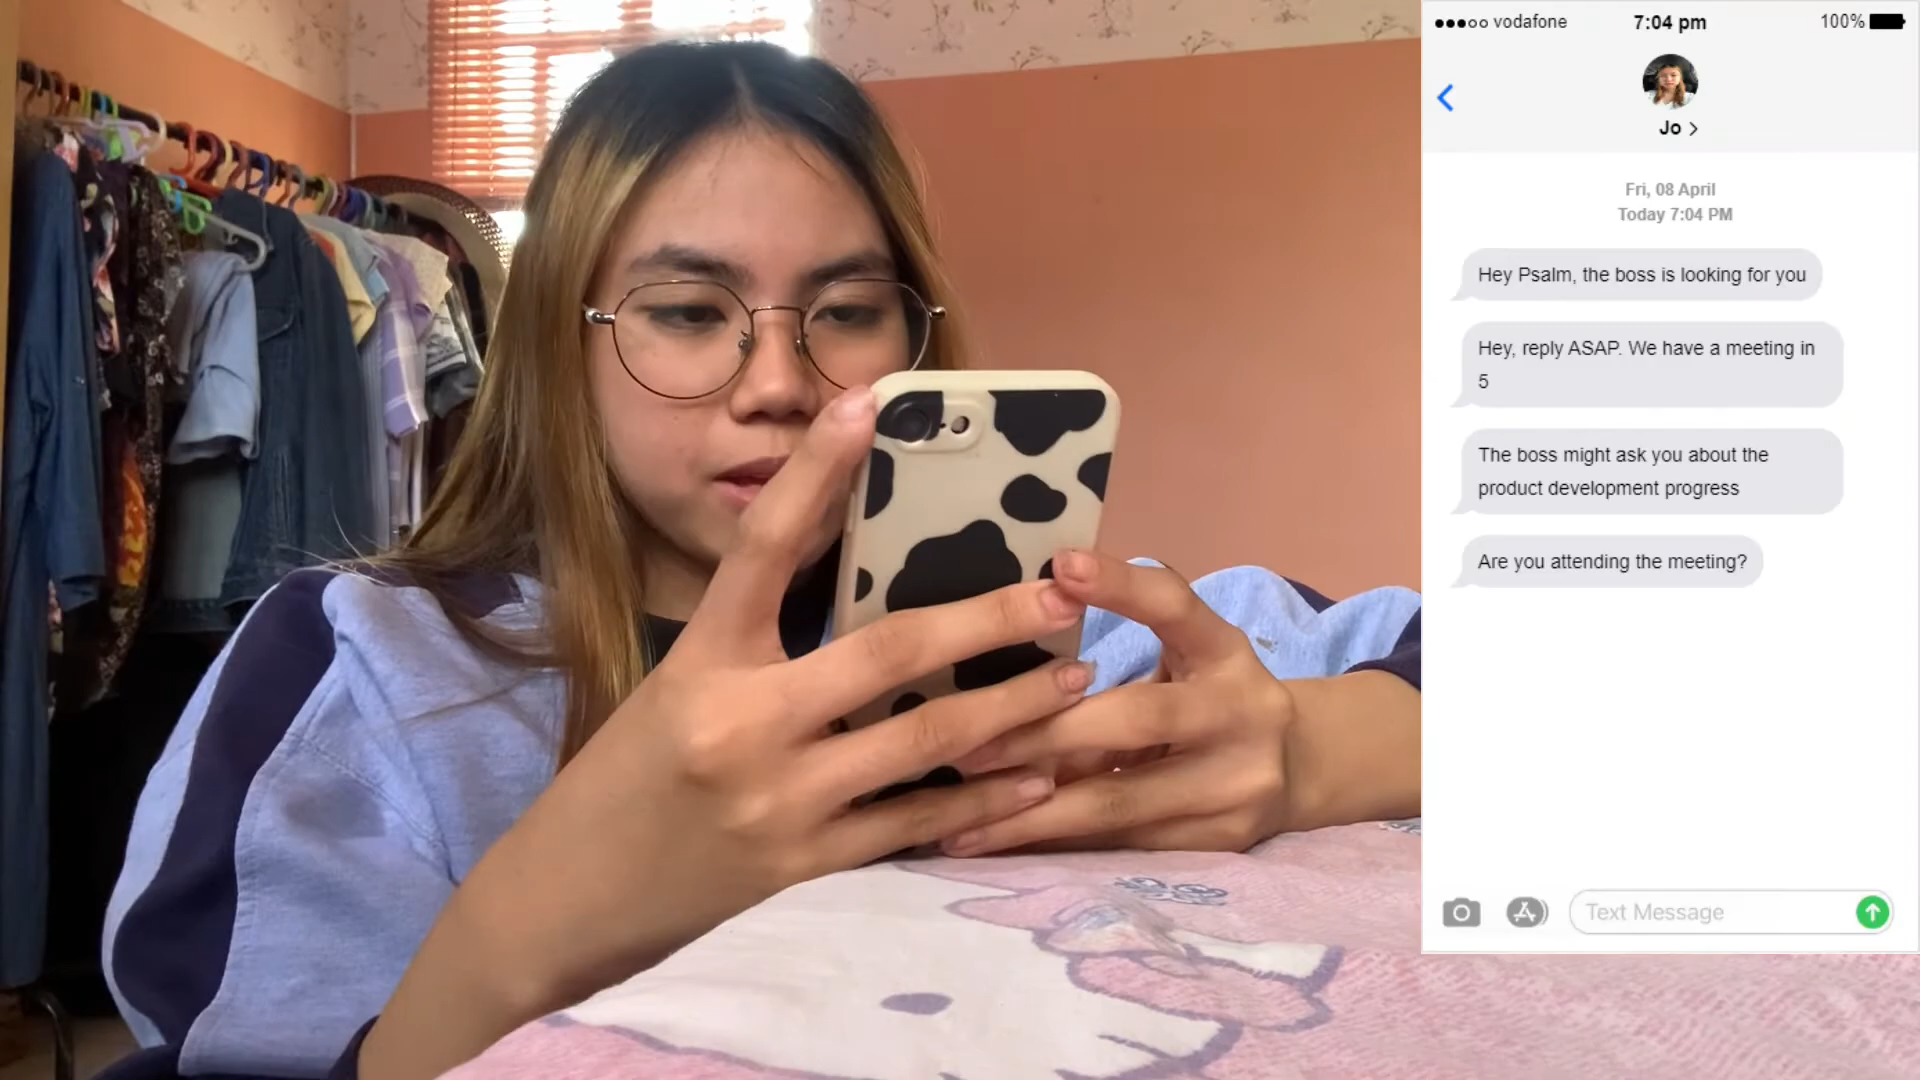 vodafone 7:04 pm 100%
Jo
Fri, 08 April
Today 7:04 PM
Hey Psalm, the boss is looking for you
Hey, reply ASAP. We have a meeting in
5
The boss might ask you about the
product development progress
Are you attending the meeting?
Text Message